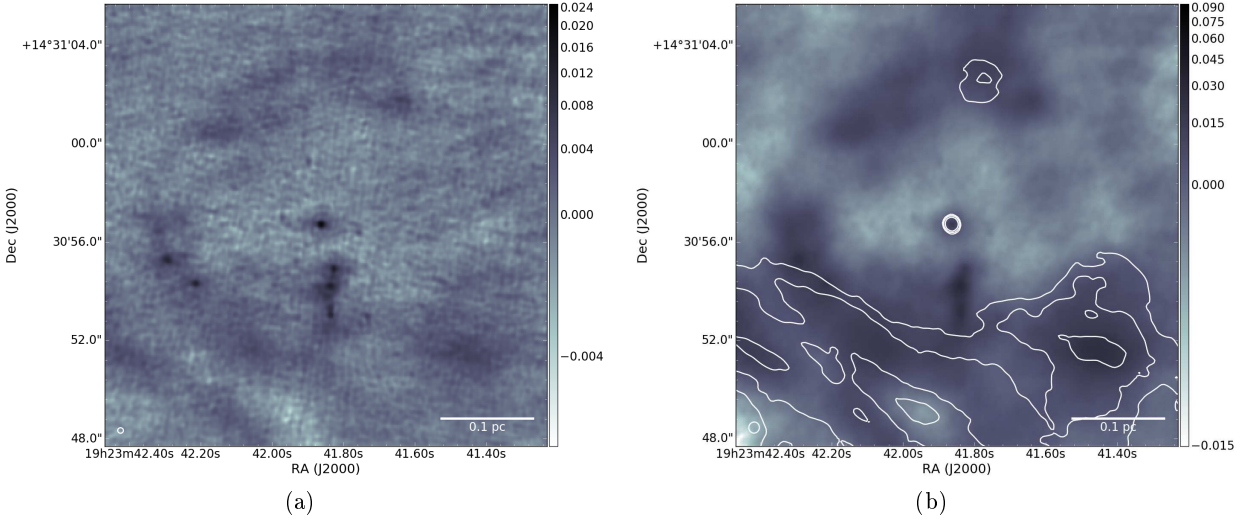 0.024
0.020
0.016
0.012
0.008
0.004
0.000
−0.004
+14°31'04.0"
00.0"
30'56.0"
52.0"
48.0"
Dec (J2000)
0.1 pc
19h23m42.40s 42.20s 42.00s 41.80s 41.60s 41.40s
RA (J2000)
(a)
0.090
0.075
0.060
0.045
0.030
0.015
0.000
−0.015
+14°31'04.0"
00.0"
30'56.0"
52.0"
48.0"
Dec (J2000)
0.1 pc
19h23m42.40s 42.20s 42.00s 41.80s 41.60s 41.40s
RA (J2000)
(b)